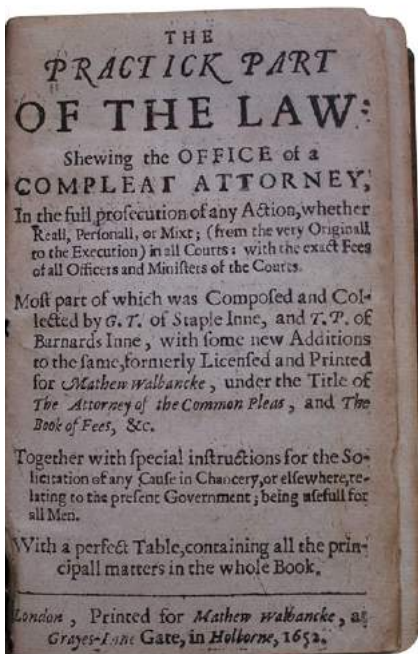 THE
PRACTICK PART
OF THE LAW:
Shewing the OFFICE of a
COMPLEAT ATTORNEY,
In the full proſecution of any Action, whether
Reall, Perſonall, or Mixt; (from the very Originall
to the Execution) in all Courts: with the exact Fees
of all Officers and Miniſters of the Courts.
Moſt part of which was Compoſed and Col-
lected by G. T. of Staple Inne, and T. P. of
Barnards Inne, with ſome new Additions
to the ſame, formerly Licenſed and Printed
for Mathew Walbancke, under the Title of
The Attorney of the Common Pleas, and The
Book of Fees, &c.
Together with ſpecial inſtructions for the So-
licitation of any Cauſe in Chancery, or elſewhere, re-
lating to the preſent Government; being uſefull for
all Men.
With a perfect Table, containing all the prin-
cipall matters in the whole Book.
London, Printed for Mathew Walbancke, at
Grayes-Inne Gate, in Holborne, 1652.